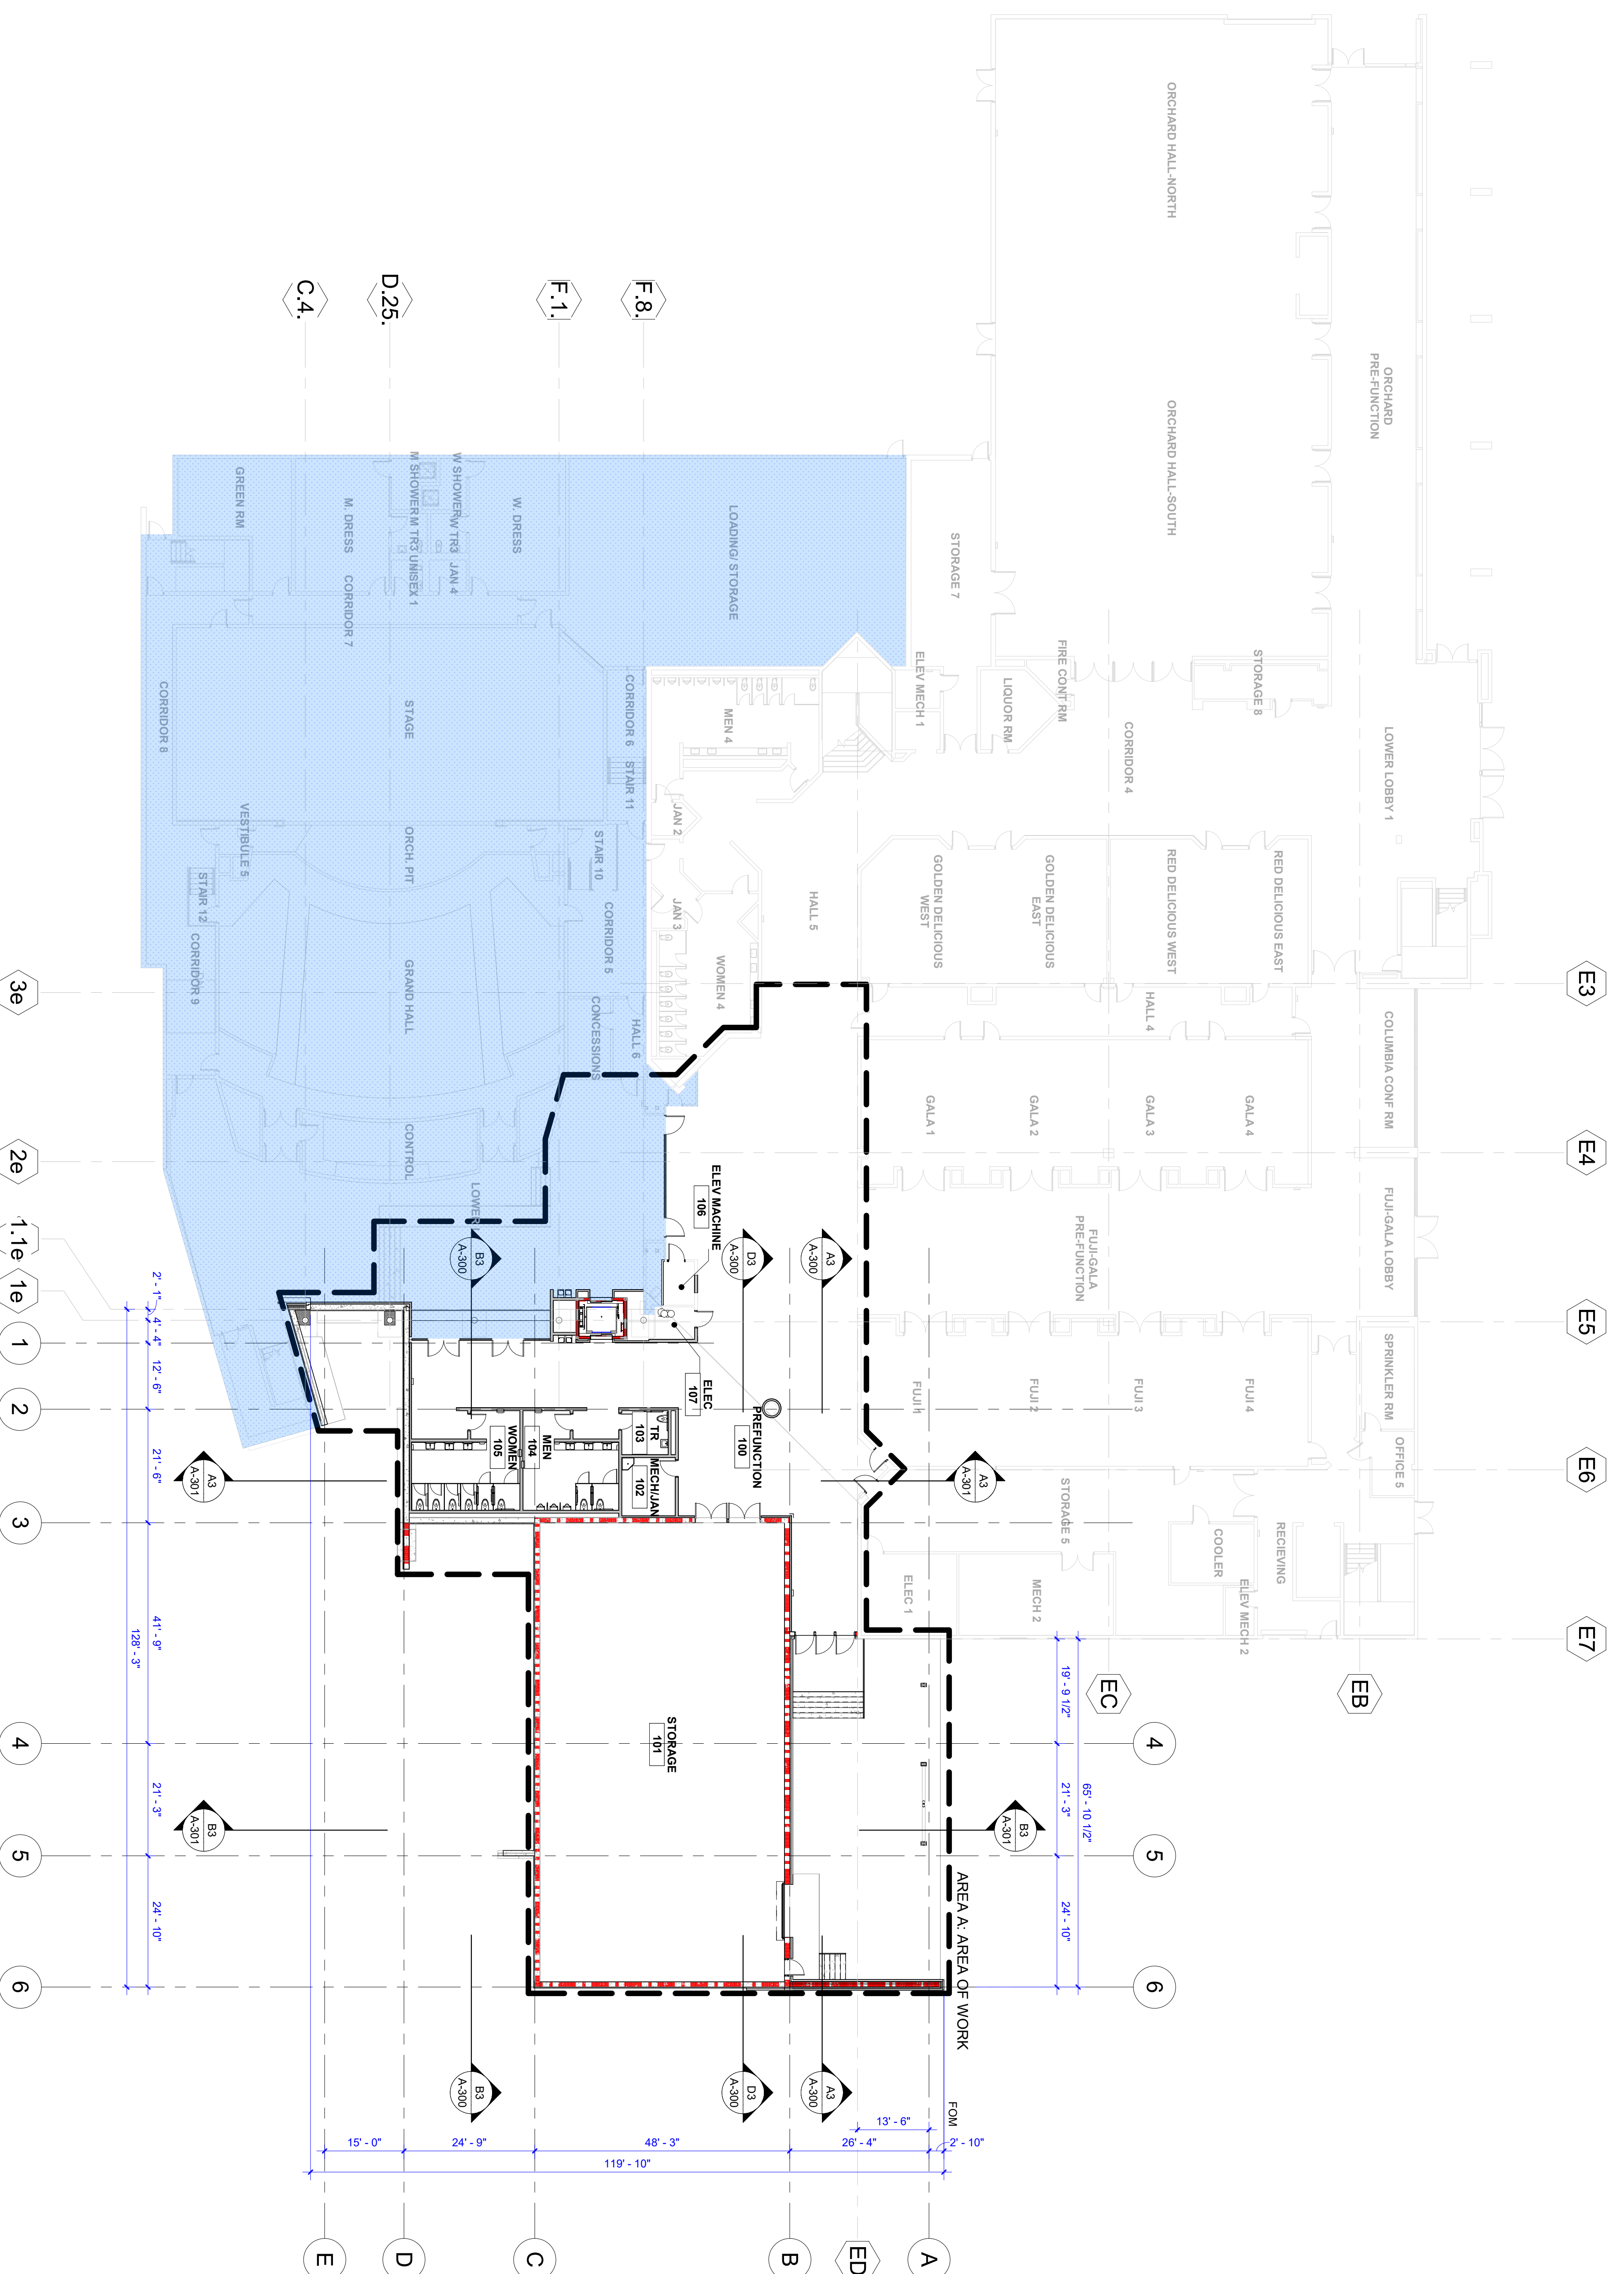 ORCHARD HALL-NORTH
ORCHARD
PRE-FUNCTION
ORCHARD HALL-SOUTH
C.4.
D.25.
F.1.
F.8.
GREEN RM
M. DRESS
M SHOWER
M TR3
UNISEX 1
W SHOWER
W TR3
JAN 4
W. DRESS
LOADING/ STORAGE
STORAGE 7
CORRIDOR 7
CORRIDOR 8
STAGE
CORRIDOR 6
STAIR 11
MEN 4
ELEV MECH 1
LIQUOR RM
FIRE CONT RM
STORAGE 8
CORRIDOR 4
LOWER LOBBY 1
VESTIBULE 5
ORCH. PIT
STAIR 10
JAN 2
STAIR 12
CORRIDOR 9
GRAND HALL
CORRIDOR 5
CONCESSIONS
HALL 6
JAN 3
WOMEN 4
HALL 5
GOLDEN DELICIOUS
WEST
GOLDEN DELICIOUS
EAST
RED DELICIOUS WEST
RED DELICIOUS EAST
3e
E3
HALL 4
COLUMBIA CONF RM
CONTROL
GALA 1
GALA 2
GALA 3
GALA 4
2e
E4
LOWER
ELEV MACHINE
106
FUJI-GALA
PRE-FUNCTION
FUJI-GALA LOBBY
1.1e
1e
B3
A-300
D3
A-300
A3
A-300
E5
2' - 1"
4' - 4"
1
12' - 6"
ELEC
107
FUJI 1
FUJI 2
FUJI 3
FUJI 4
SPRINKLER RM
2
PREFUNCTION
100
WOMEN
105
MEN
104
TR
103
MECH/JAN
102
OFFICE 5
E6
21' - 6"
A3
A-301
A3
A-301
STORAGE 5
3
COOLER
RECIEVING
ELEC 1
MECH 2
ELEV MECH 2
E7
41' - 9"
128' - 3"
19' - 9 1/2"
EC
EB
STORAGE
101
4
4
21' - 3"
21' - 3"
65' - 10 1/2"
B3
A-301
B3
A-301
5
5
24' - 10"
24' - 10"
AREA A: AREA OF WORK
6
6
B3
A-300
D3
A-300
A3
A-300
FOM
13' - 6"
15' - 0"
24' - 9"
48' - 3"
26' - 4"
2' - 10"
119' - 10"
E
D
C
B
ED
A